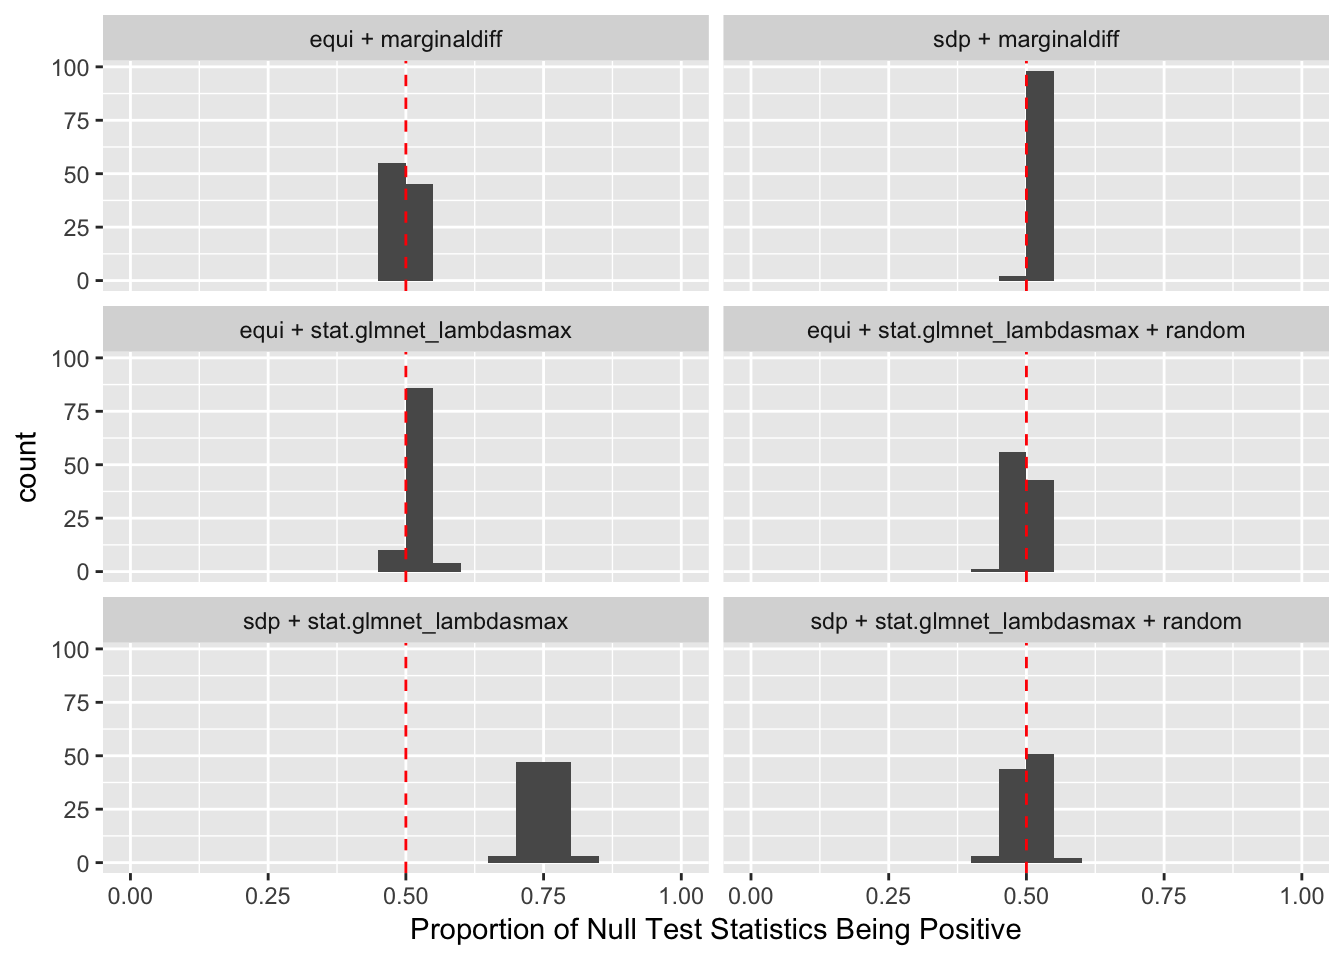 equi + marginaldiff
sdp + marginaldiff
100
75
50
25
0
equi + stat.glmnet_lambdasmax
equi + stat.glmnet_lambdasmax + random
100
75
50
25
0
count
sdp + stat.glmnet_lambdasmax
sdp + stat.glmnet_lambdasmax + random
100
75
50
25
0
0.00 0.25 0.50 0.75 1.00
0.00 0.25 0.50 0.75 1.00
Proportion of Null Test Statistics Being Positive